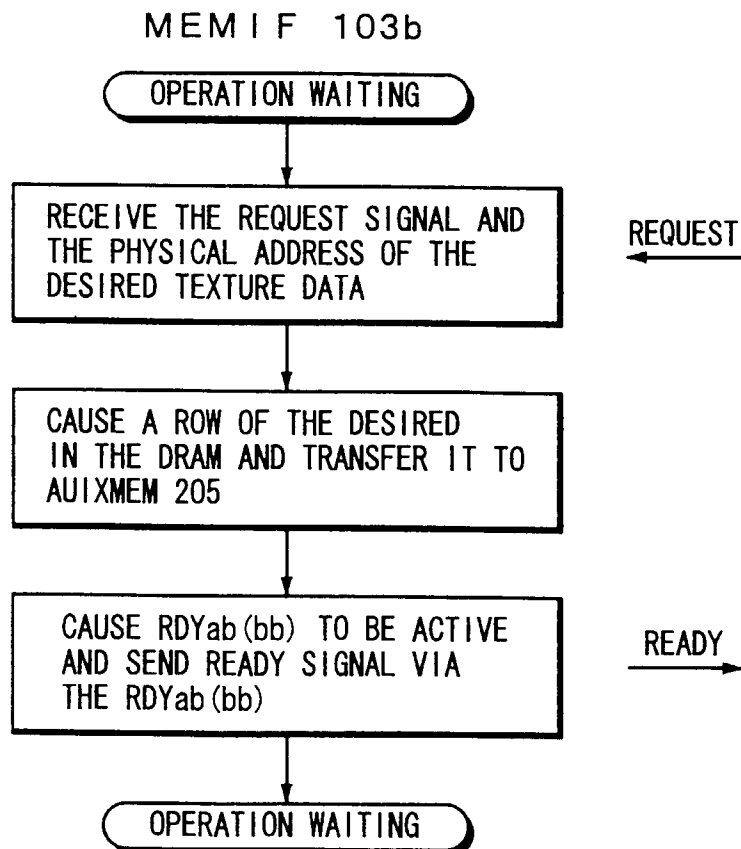 MEMIF 103b
OPERATION WAITING
RECEIVE THE REQUEST SIGNAL AND
THE PHYSICAL ADDRESS OF THE
DESIRED TEXTURE DATA
REQUEST
CAUSE A ROW OF THE DESIRED
IN THE DRAM AND TRANSFER IT TO
AUIXMEM 205
CAUSE RDYab(bb) TO BE ACTIVE
AND SEND READY SIGNAL VIA
THE RDYab(bb)
READY
OPERATION WAITING